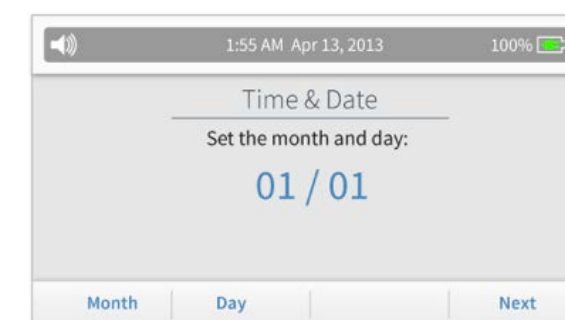 1:55 AM Apr 13, 2013 100%
Time & Date
Set the month and day:
01 / 01
Month Day Next